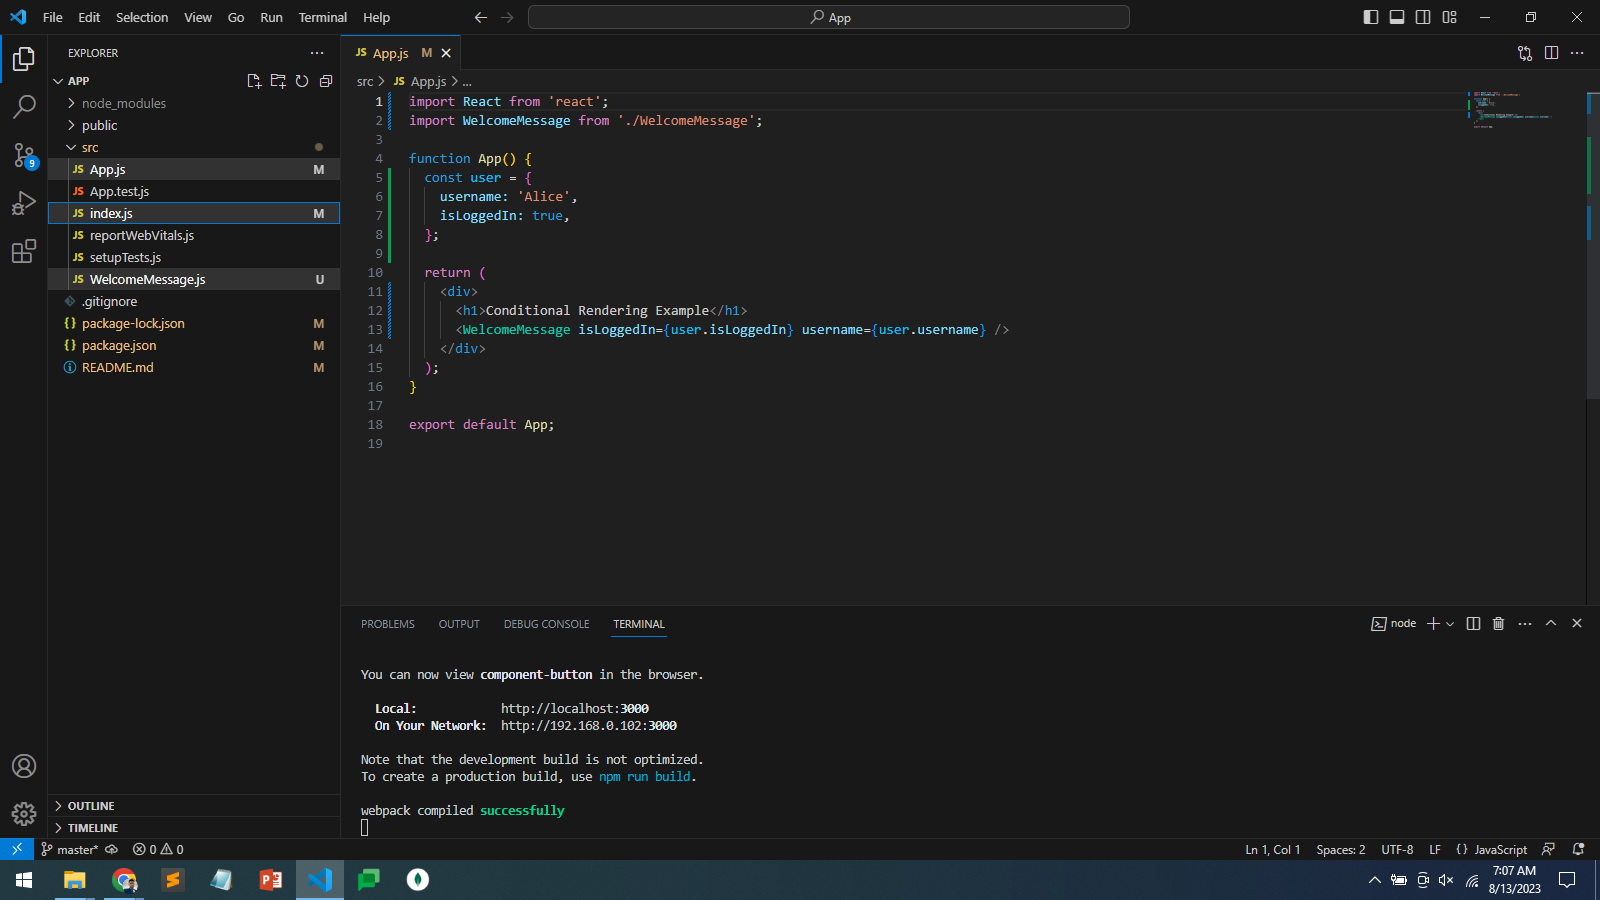 File Edit Selection View Go Run Terminal Help
App
EXPLORER
APP
node_modules
public
src
JS App.js M
JS App.test.js
JS index.js M
JS reportWebVitals.js
JS setupTests.js
JS WelcomeMessage.js U
.gitignore
{} package-lock.json M
{} package.json M
README.md M
9
OUTLINE
TIMELINE
JS App.js M
src > JS App.js > ...
1 import React from 'react';
2 import WelcomeMessage from './WelcomeMessage';
3
4 function App() {
5 const user = {
6 username: 'Alice',
7 isLoggedIn: true,
8 };
9
10 return (
11 <div>
12 <h1>Conditional Rendering Example</h1>
13 <WelcomeMessage isLoggedIn={user.isLoggedIn} username={user.username} />
14 </div>
15 );
16 }
17
18 export default App;
19
PROBLEMS OUTPUT DEBUG CONSOLE TERMINAL
node
You can now view component-button in the browser.
Local: http://localhost:3000
On Your Network: http://192.168.0.102:3000
Note that the development build is not optimized.
To create a production build, use npm run build.
webpack compiled successfully
master* 0 0
Ln 1, Col 1 Spaces: 2 UTF-8 LF {} JavaScript
7:07 AM
8/13/2023